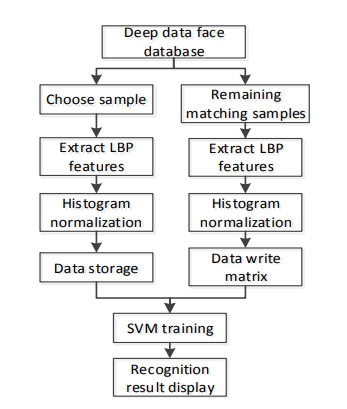 Deep data face
database
Choose sample
Remaining
matching samples
Extract LBP
features
Extract LBP
features
Histogram
normalization
Histogram
normalization
Data storage
Data write
matrix
SVM training
Recognition
result display